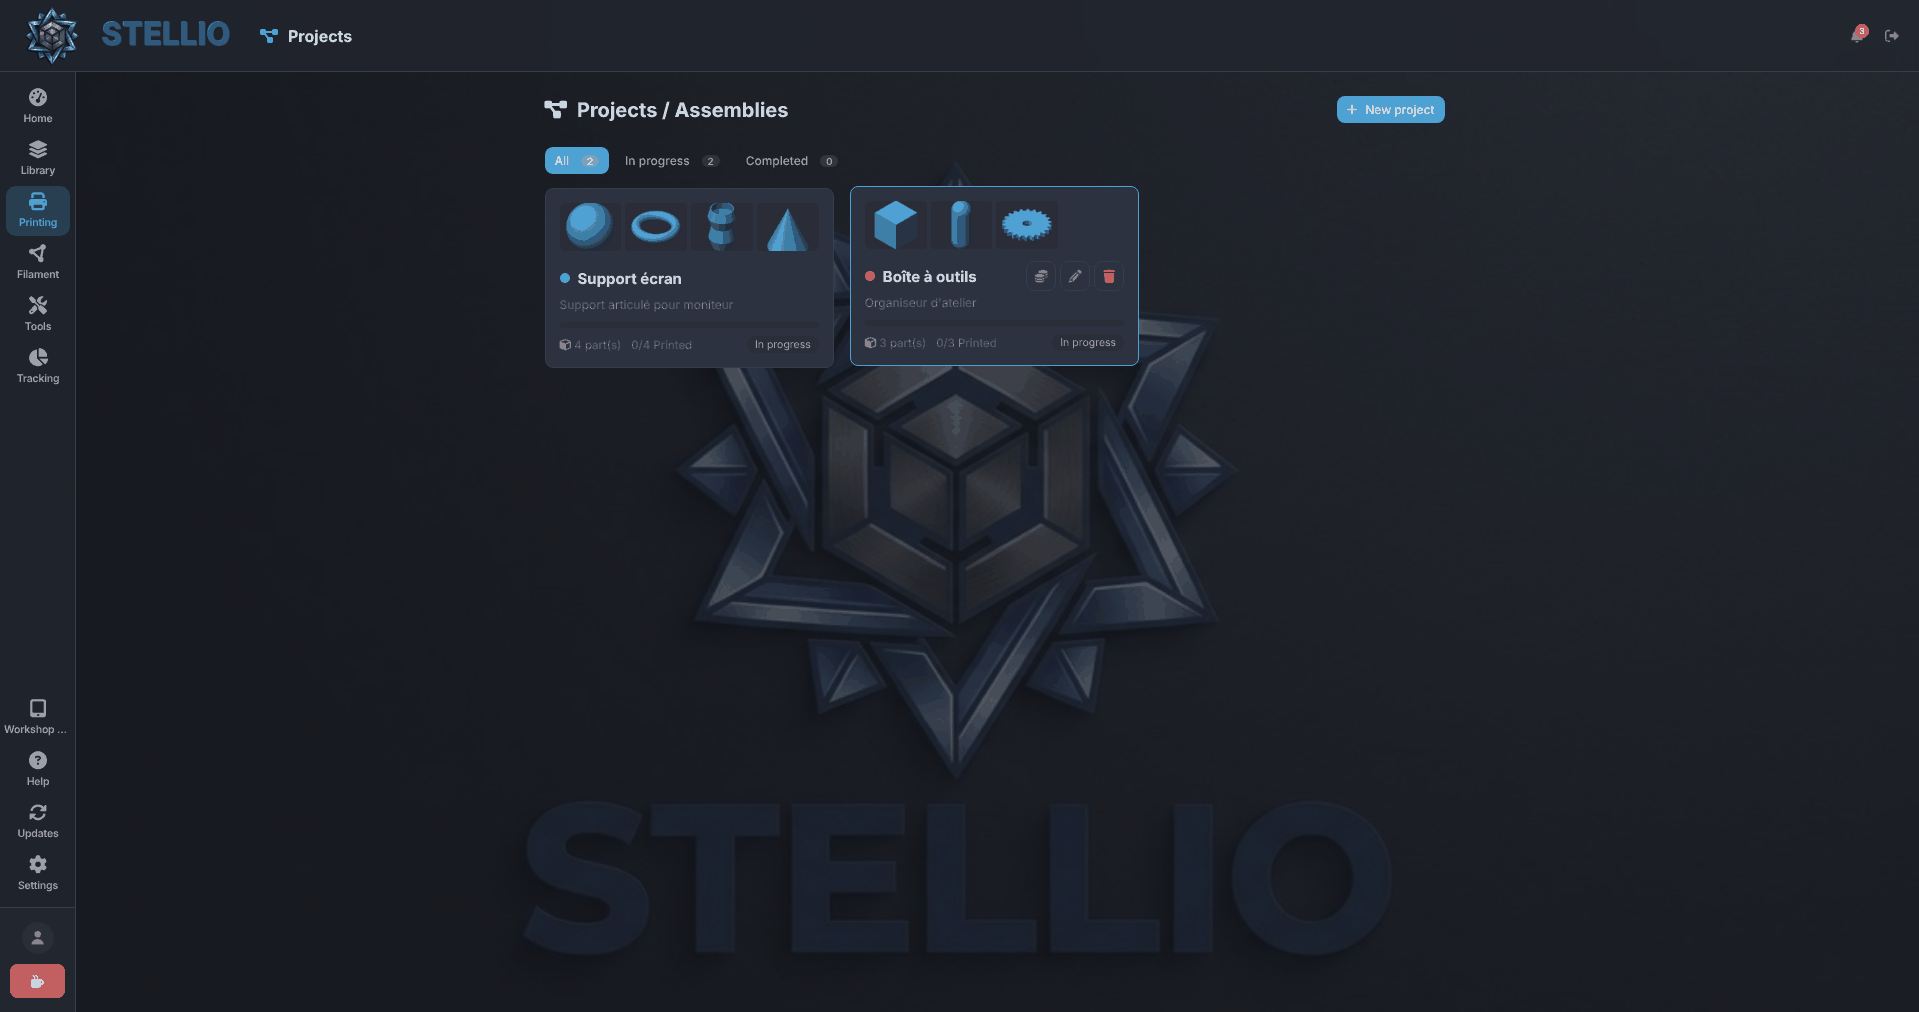 STELLIO
Projects
3
Home
Library
Printing
Filament
Tools
Tracking
Workshop ...
Help
Updates
Settings
Projects / Assemblies
+ New project
All 2
In progress 2
Completed 0
Support écran
Support articulé pour moniteur
4 part(s) 0/4 Printed In progress
Boîte à outils
Organiseur d'atelier
3 part(s) 0/3 Printed In progress
STELLIO